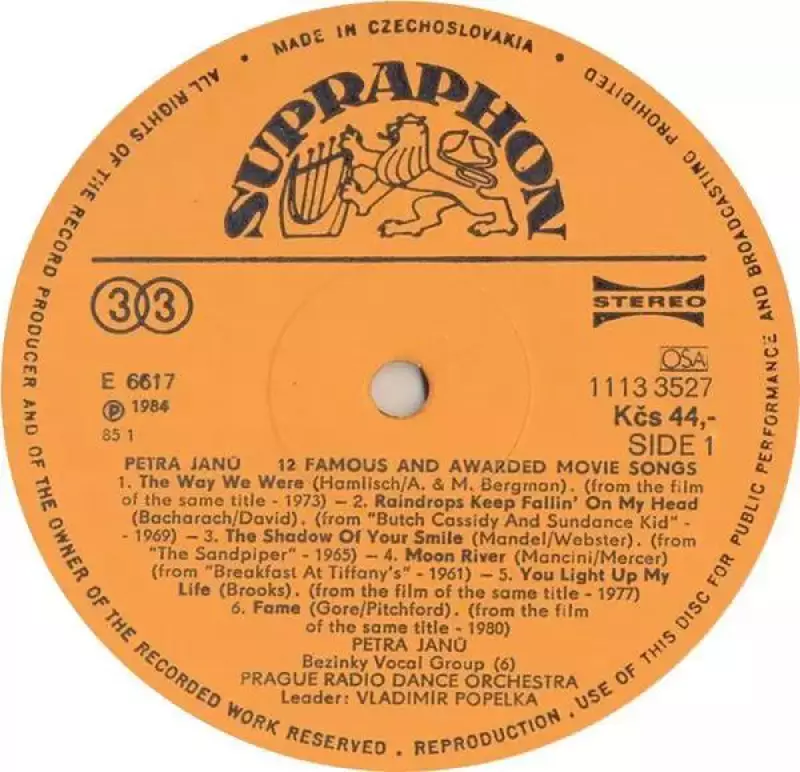 MADE IN CZECHOSLOVAKIA
ALL RIGHTS OF THE RECORD PRODUCER AND OF THE OWNER OF THE RECORDED WORK RESERVED . REPRODUCTION , USE OF THIS DISC FOR PUBLIC PERFORMANCE AND BROADCASTING PROHIBITED
SUPRAPHON
33
STEREO
E 6617
Ⓟ 1984
85 1
OSA
1113 3527
Kčs 44,-
SIDE 1
PETRA JANŮ 12 FAMOUS AND AWARDED MOVIE SONGS
1. The Way We Were (Hamlisch/A. & M. Bergman). (from the film
of the same title - 1973) — 2. Raindrops Keep Fallin' On My Head
(Bacharach/David). (from "Butch Cassidy And Sundance Kid" -
- 1969) — 3. The Shadow Of Your Smile (Mandel/Webster). (from
"The Sandpiper" - 1965) — 4. Moon River (Mancini/Mercer)
(from "Breakfast At Tiffany's" - 1961) — 5. You Light Up My
Life (Brooks). (from the film of the same title - 1977)
6. Fame (Gore/Pitchford). (from the film
of the same title - 1980)
PETRA JANŮ
Bezinky Vocal Group (6)
PRAGUE RADIO DANCE ORCHESTRA
Leader: VLADIMIR POPELKA